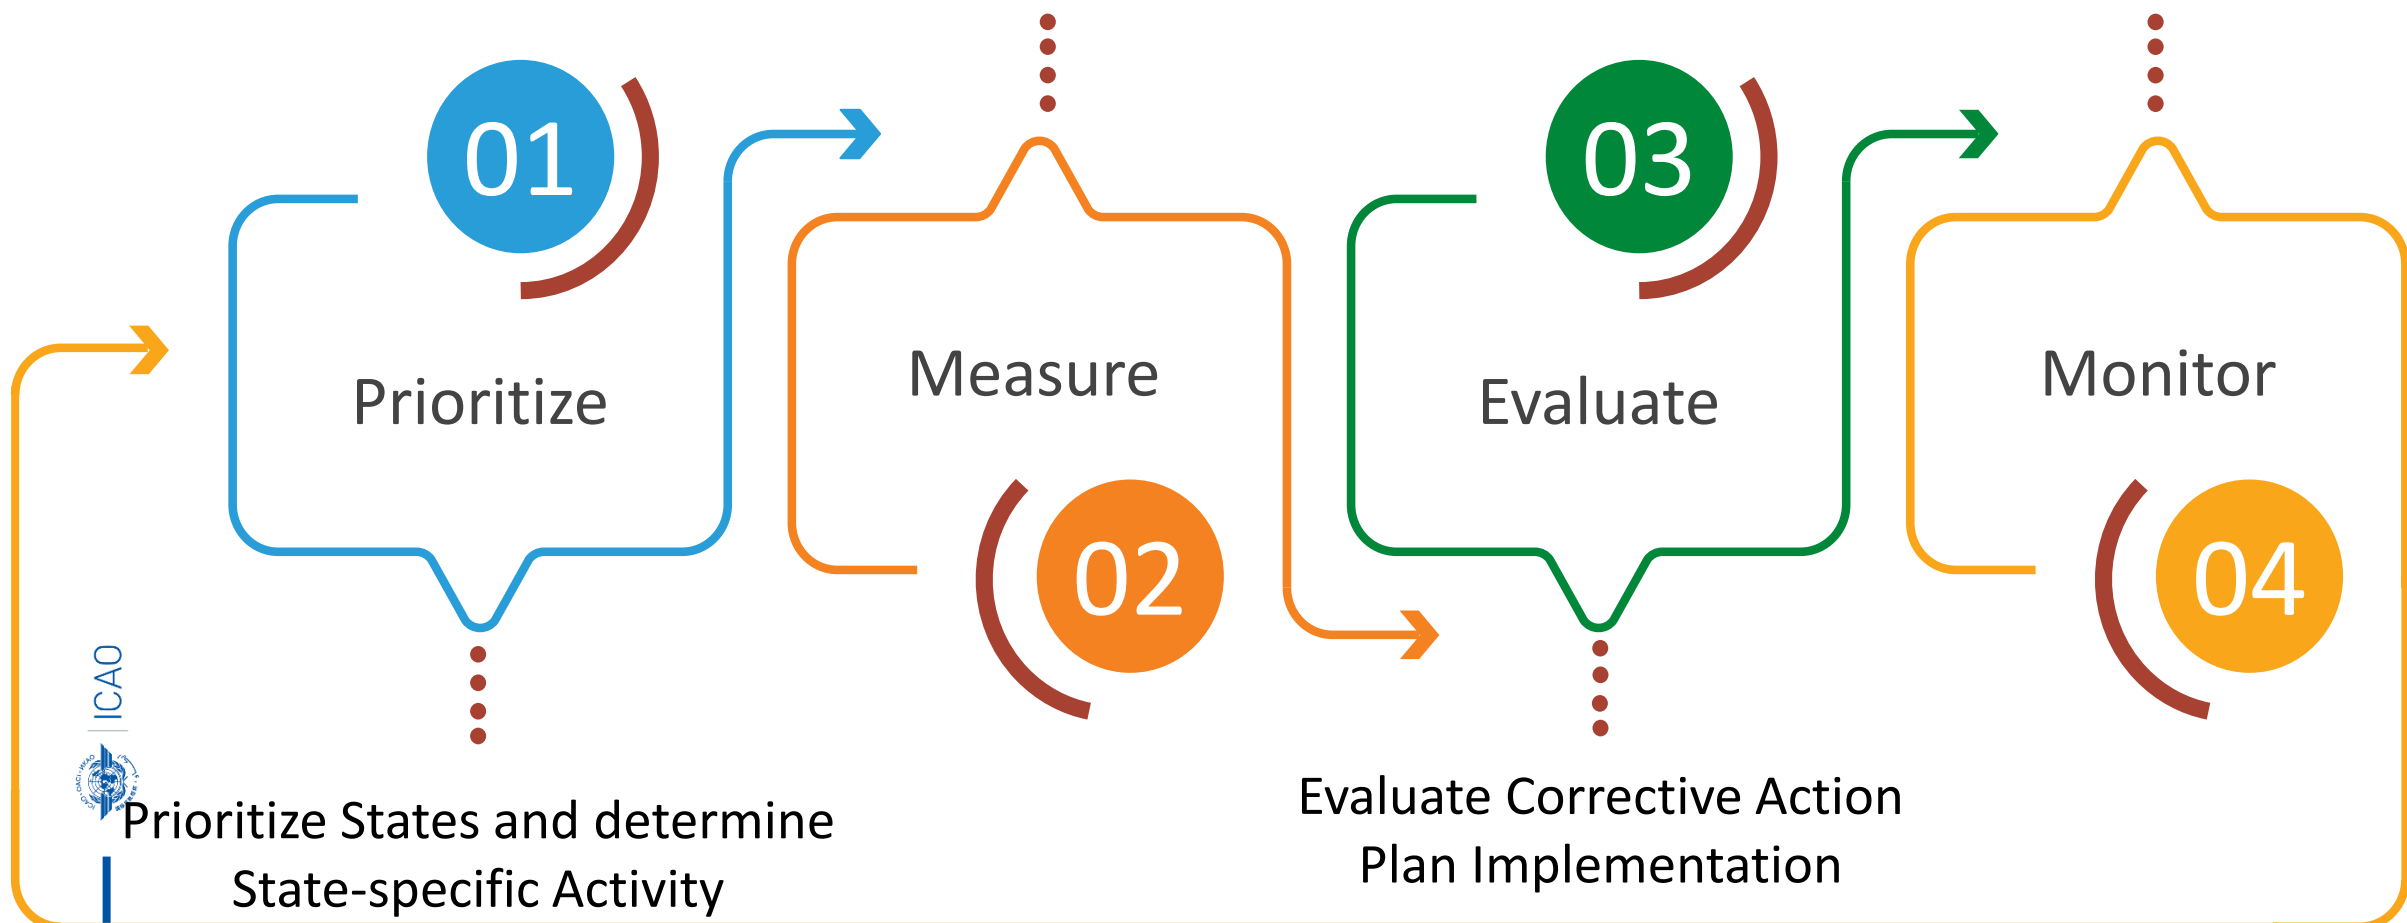 01
Prioritize
Prioritize States and determine
State-specific Activity
Measure
02
03
Evaluate
Evaluate Corrective Action
Plan Implementation
Monitor
04
ICAO